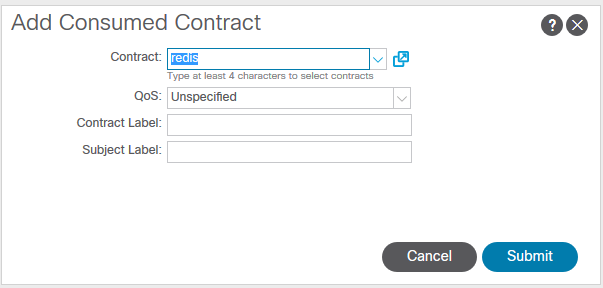 Add Consumed Contract
Contract: redis
Type at least 4 characters to select contracts
QoS: Unspecified
Contract Label:
Subject Label:
Cancel Submit